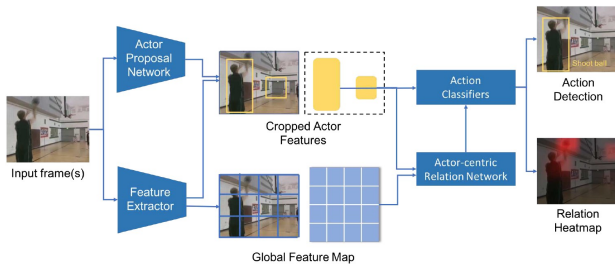 Input frame(s)
Actor
Proposal
Network
Feature
Extractor
Cropped Actor
Features
Global Feature Map
Action
Classifiers
Actor-centric
Relation Network
Shoot ball
Action
Detection
Relation
Heatmap